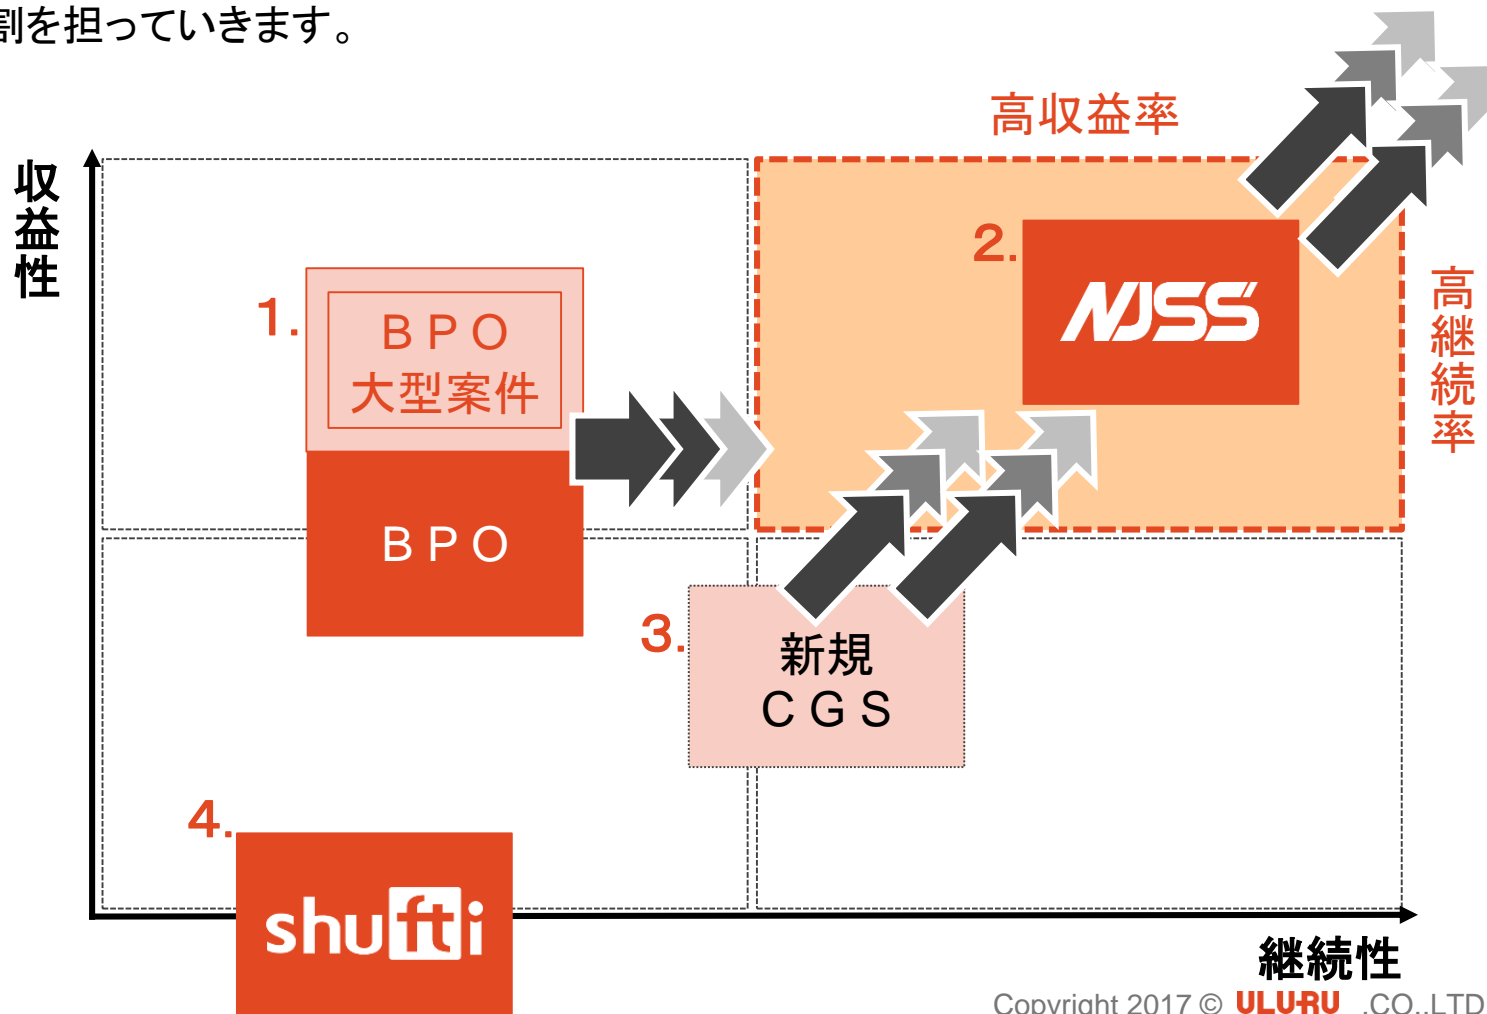 割を担っていきます。
高収益率
収益性
1.
BPO
大型案件
BPO
2.
NJSS
高継続率
3.
新規
CGS
4.
shufti
継続性
Copyright 2017 © ULURU .CO.,LTD